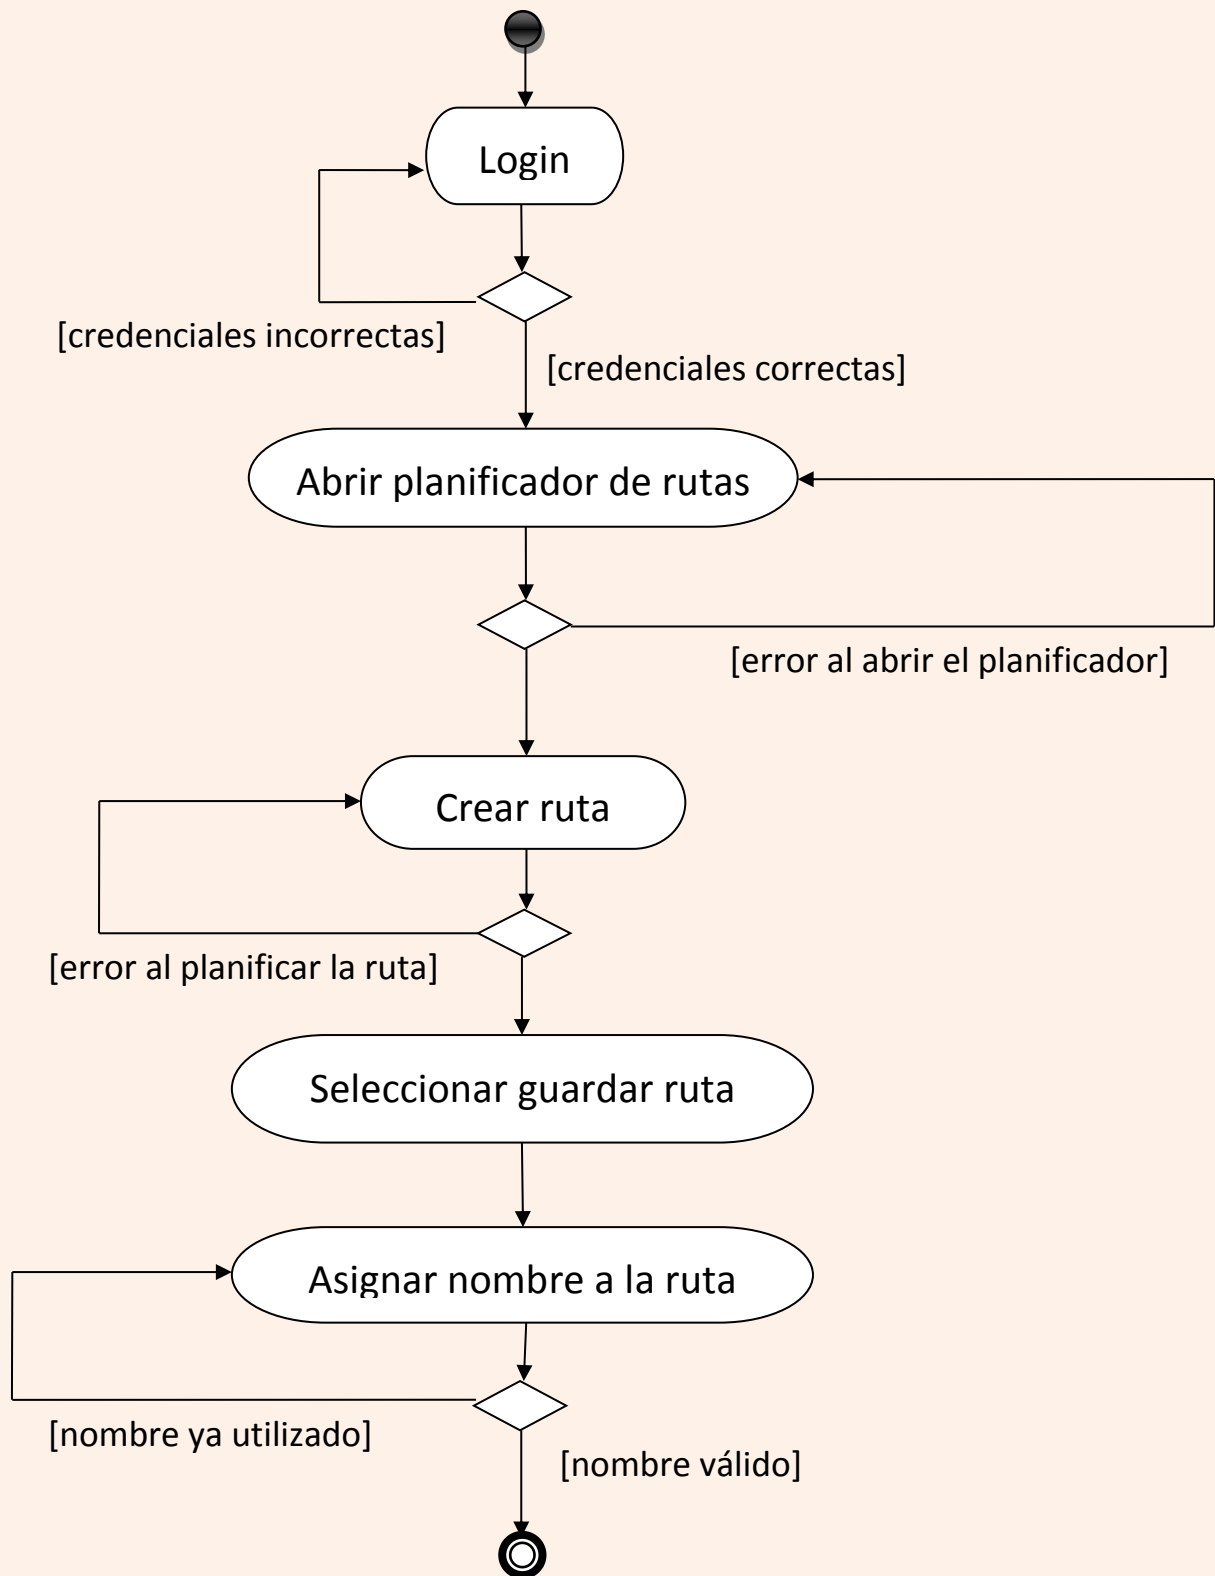 Login
[credenciales incorrectas]
[credenciales correctas]
Abrir planificador de rutas
[error al abrir el planificador]
Crear ruta
[error al planificar la ruta]
Seleccionar guardar ruta
Asignar nombre a la ruta
[nombre ya utilizado]
[nombre válido]